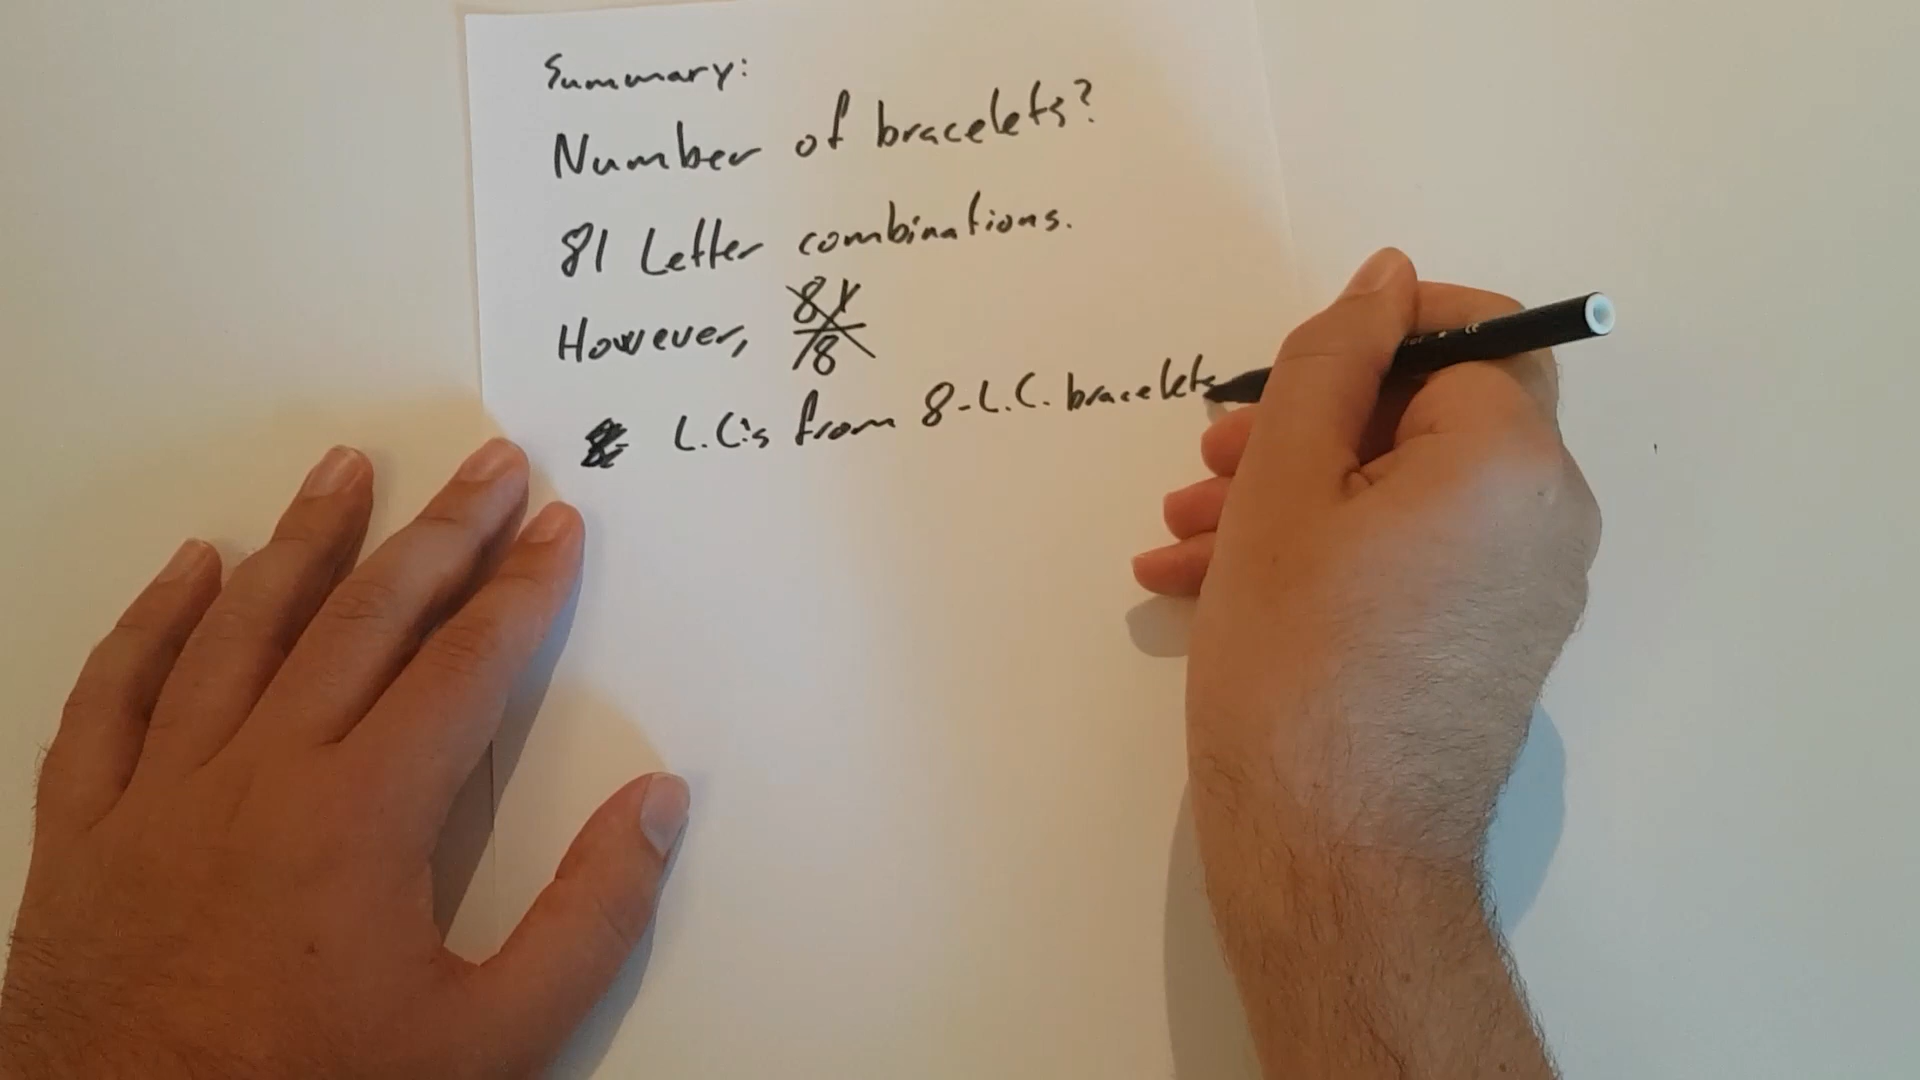 Summary:
Number of bracelets?
81 Letter combinations.
However, 81/8
L.C.'s from 8-L.C. bracelets